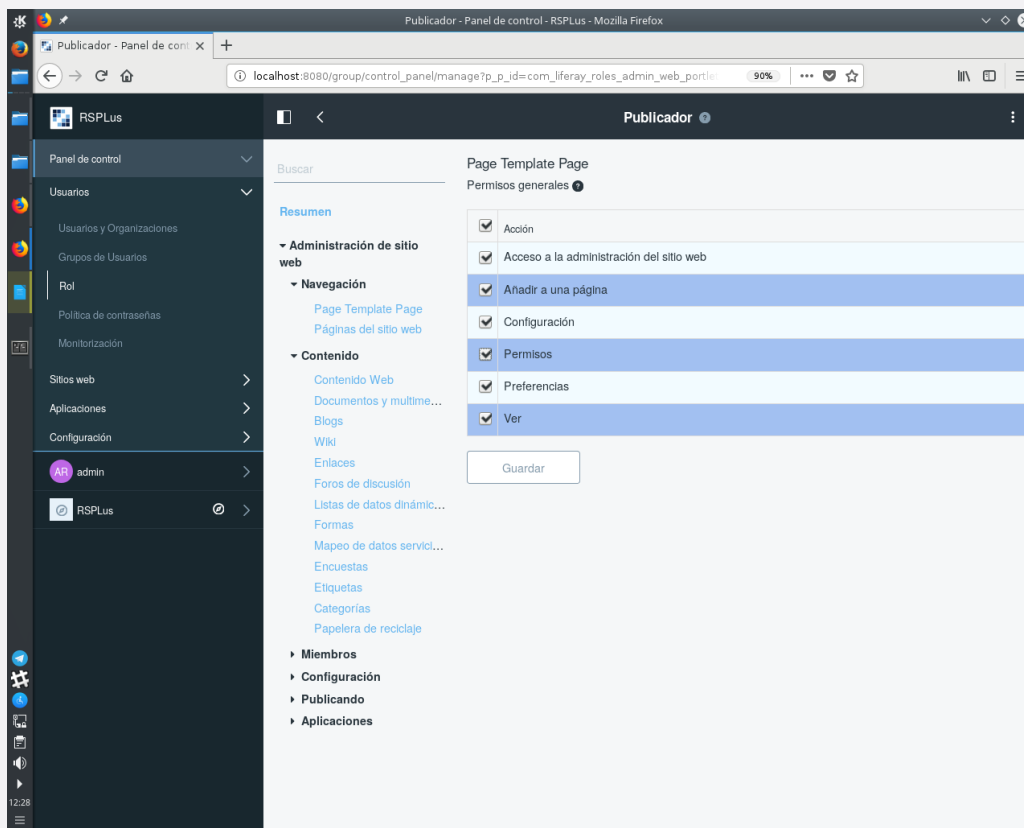 Publicador - Panel de control - RSPLus - Mozilla Firefox
Publicador - Panel de cont
localhost:8080/group/control_panel/manage?p_p_id=com_liferay_roles_admin_web_portle
90%
RSPLus
Publicador
Panel de control
Usuarios
Usuarios y Organizaciones
Grupos de Usuarios
Rol
Política de contraseñas
Monitorización
Sitios web
Aplicaciones
Configuración
AR admin
RSPLus
12:28
Buscar
Resumen
Administración de sitio
web
Navegación
Page Template Page
Páginas del sitio web
Contenido
Contenido Web
Documentos y multime...
Blogs
Wiki
Enlaces
Foros de discusión
Listas de datos dinámic...
Formas
Mapeo de datos servici...
Encuestas
Etiquetas
Categorías
Papelera de reciclaje
Miembros
Configuración
Publicando
Aplicaciones
Page Template Page
Permisos generales
Acción
Acceso a la administración del sitio web
Añadir a una página
Configuración
Permisos
Preferencias
Ver
Guardar